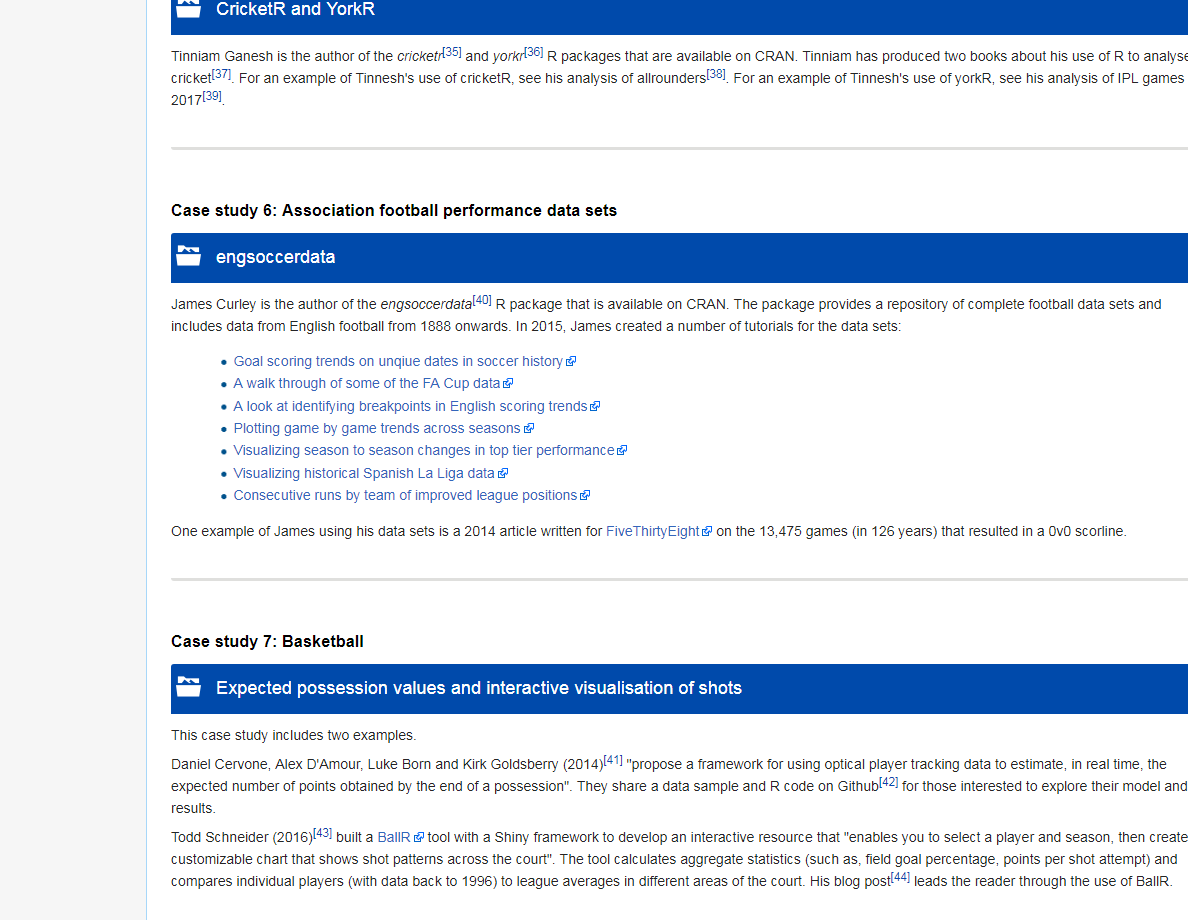 CricketR and YorkR
Tinniam Ganesh is the author of the cricketr[35] and yorkr[36] R packages that are available on CRAN. Tinniam has produced two books about his use of R to analyse
cricket[37]. For an example of Tinnesh's use of cricketR, see his analysis of allrounders[38]. For an example of Tinnesh's use of yorkR, see his analysis of IPL games
2017[39].
Case study 6: Association football performance data sets
engsoccerdata
James Curley is the author of the engsoccerdata[40] R package that is available on CRAN. The package provides a repository of complete football data sets and
includes data from English football from 1888 onwards. In 2015, James created a number of tutorials for the data sets:
• Goal scoring trends on unqiue dates in soccer history
• A walk through of some of the FA Cup data
• A look at identifying breakpoints in English scoring trends
• Plotting game by game trends across seasons
• Visualizing season to season changes in top tier performance
• Visualizing historical Spanish La Liga data
• Consecutive runs by team of improved league positions
One example of James using his data sets is a 2014 article written for FiveThirtyEight on the 13,475 games (in 126 years) that resulted in a 0v0 scorline.
Case study 7: Basketball
Expected possession values and interactive visualisation of shots
This case study includes two examples.
Daniel Cervone, Alex D'Amour, Luke Born and Kirk Goldsberry (2014)[41] "propose a framework for using optical player tracking data to estimate, in real time, the
expected number of points obtained by the end of a possession". They share a data sample and R code on Github[42] for those interested to explore their model and
results.
Todd Schneider (2016)[43] built a BallR tool with a Shiny framework to develop an interactive resource that "enables you to select a player and season, then create
customizable chart that shows shot patterns across the court". The tool calculates aggregate statistics (such as, field goal percentage, points per shot attempt) and
compares individual players (with data back to 1996) to league averages in different areas of the court. His blog post[44] leads the reader through the use of BallR.